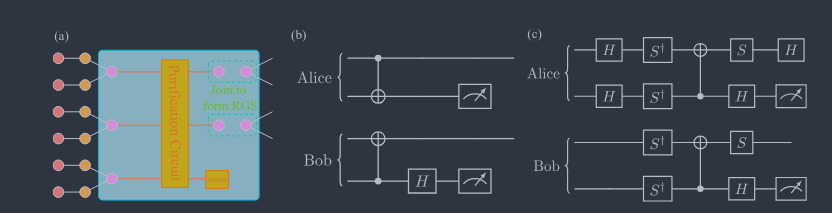 (a)
Purification Circuit
Join to
form RGS
(b)
Alice
Bob
H
(c)
Alice
H S† S H
H S† H
Bob
S† S
S† H